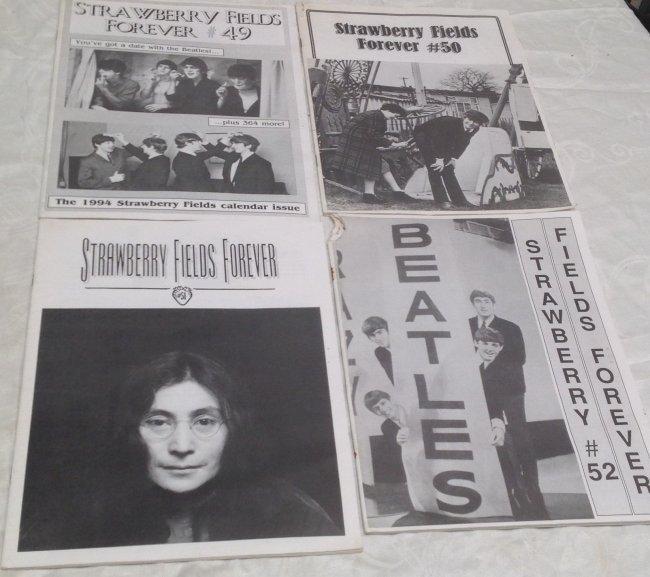 STRAWBERRY FIELDS
FOREVER # 49
You've got a date with the Beatles!...
...plus 364 more!
The 1994 Strawberry Fields calendar issue
Strawberry Fields
Forever #50
STRAWBERRY FIELDS FOREVER
#51
BEATLES
STRAWBERRY # 52
FIELDS FOREVER